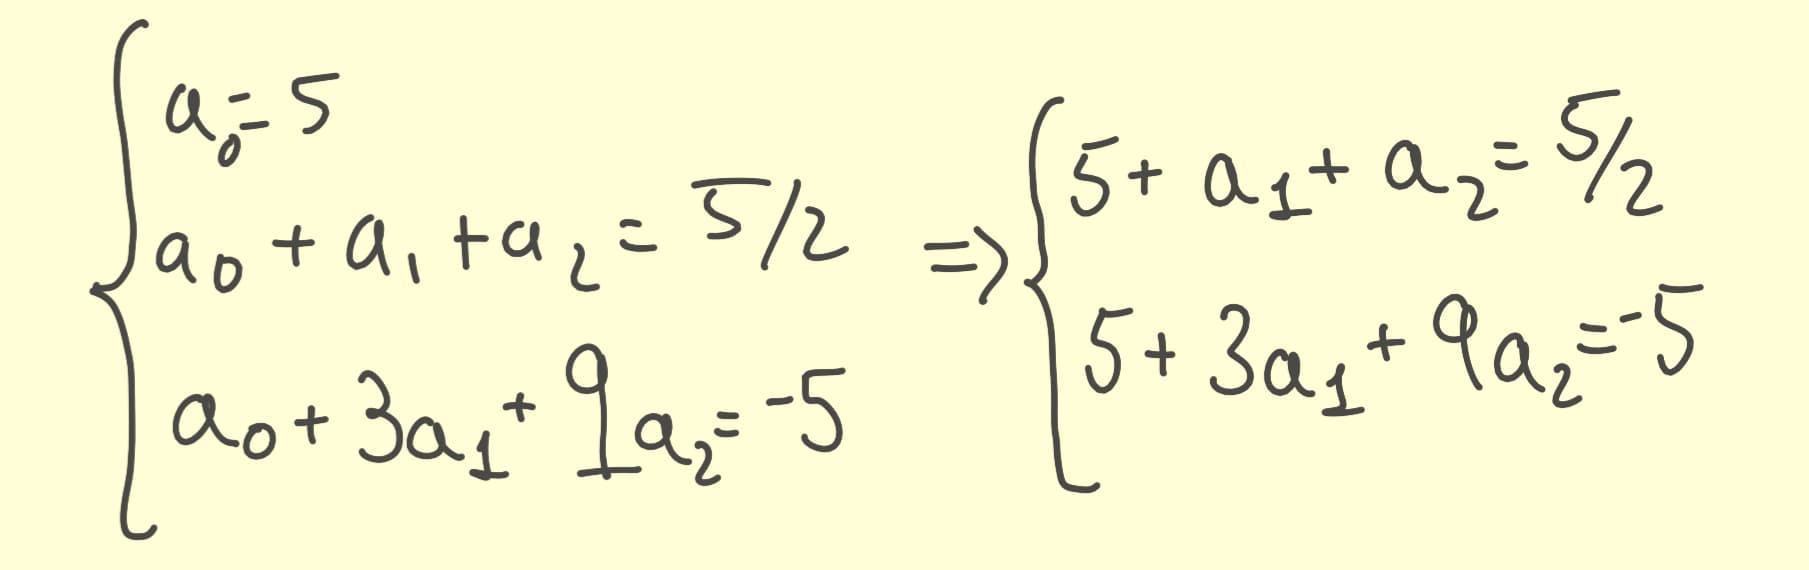 a₀ = 5
a₀ + a₁ + a₂ = 5/2
a₀ + 3a₁ + 9a₂ = -5
=>
5 + a₁ + a₂ = 5/2
5 + 3a₁ + 9a₂ = -5